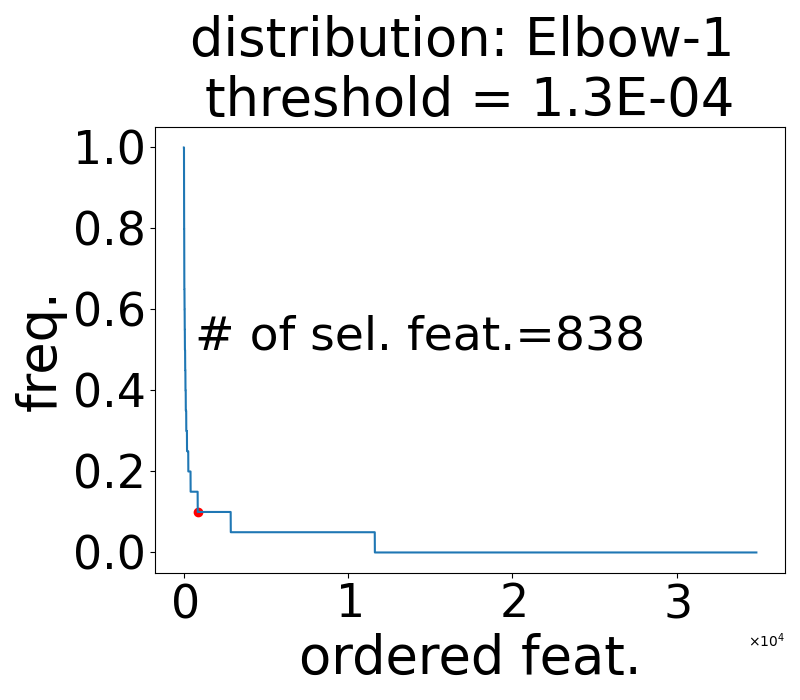 distribution: Elbow-1
threshold = 1.3E-04
1.0
0.8
0.6
0.4
0.2
0.0
freq.
# of sel. feat.=838
0 1 2 3
×10⁴
ordered feat.